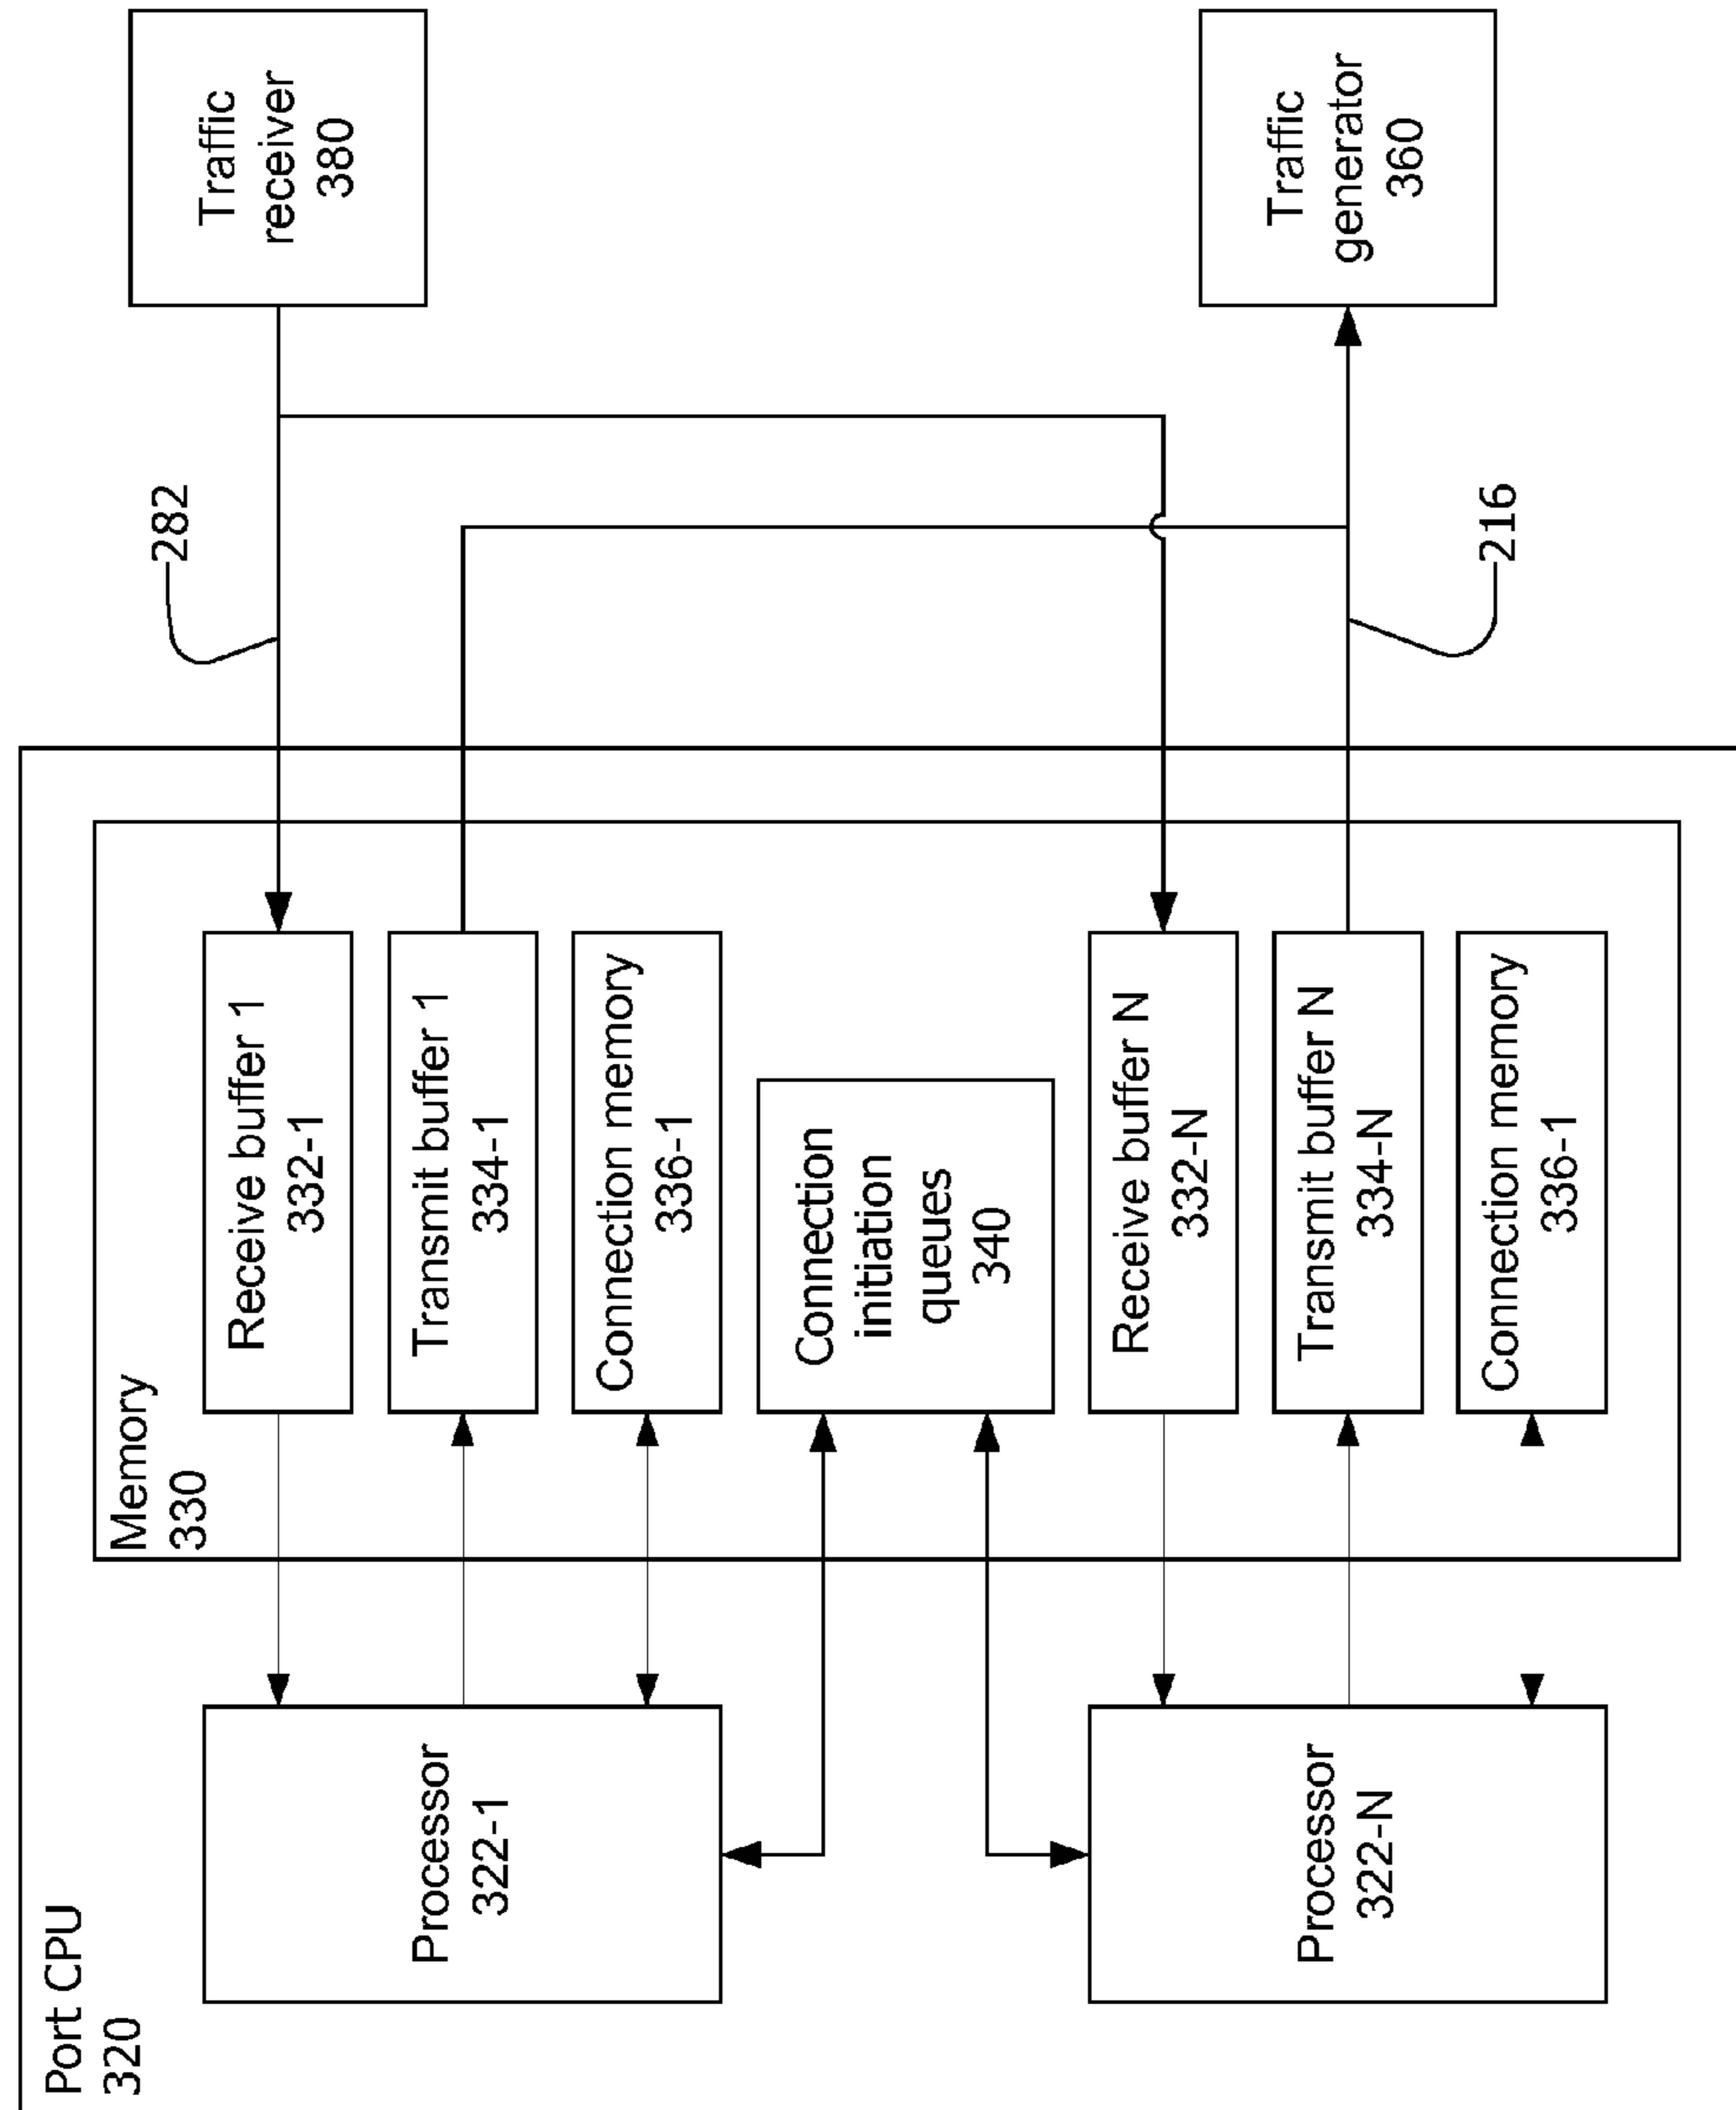 Port CPU
320
Memory
330
Processor
322-1
Receive buffer 1
332-1
Transmit buffer 1
334-1
Connection memory
336-1
Connection
initiation
queues
340
Processor
322-N
Receive buffer N
332-N
Transmit buffer N
334-N
Connection memory
336-1
282
216
Traffic
receiver
380
Traffic
generator
360